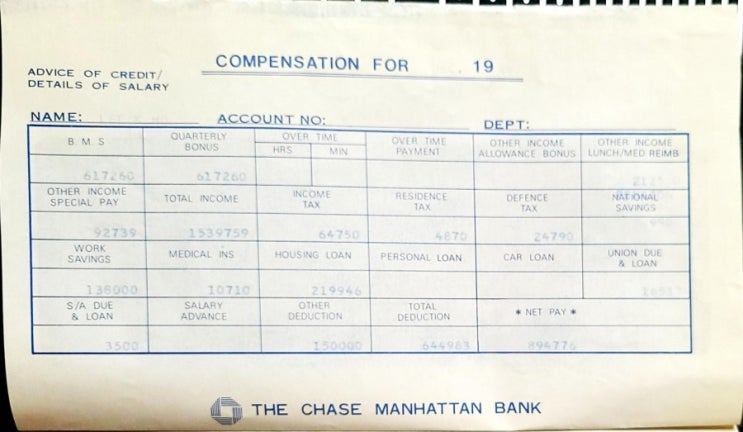 COMPENSATION FOR 19
ADVICE OF CREDIT/
DETAILS OF SALARY
NAME: ACCOUNT NO: DEPT:
B M S QUARTERLY BONUS OVER TIME HRS MIN OVER TIME PAYMENT OTHER INCOME ALLOWANCE BONUS OTHER INCOME LUNCH/MED REIMB
617260 617260
OTHER INCOME SPECIAL PAY TOTAL INCOME INCOME TAX RESIDENCE TAX DEFENCE TAX NATIONAL SAVINGS
92739 1539759 64750 4870 24790
WORK SAVINGS MEDICAL INS HOUSING LOAN PERSONAL LOAN CAR LOAN UNION DUE & LOAN
138000 10710 219946
S/A DUE & LOAN SALARY ADVANCE OTHER DEDUCTION TOTAL DEDUCTION * NET PAY *
3500 150000 644983 894776
THE CHASE MANHATTAN BANK